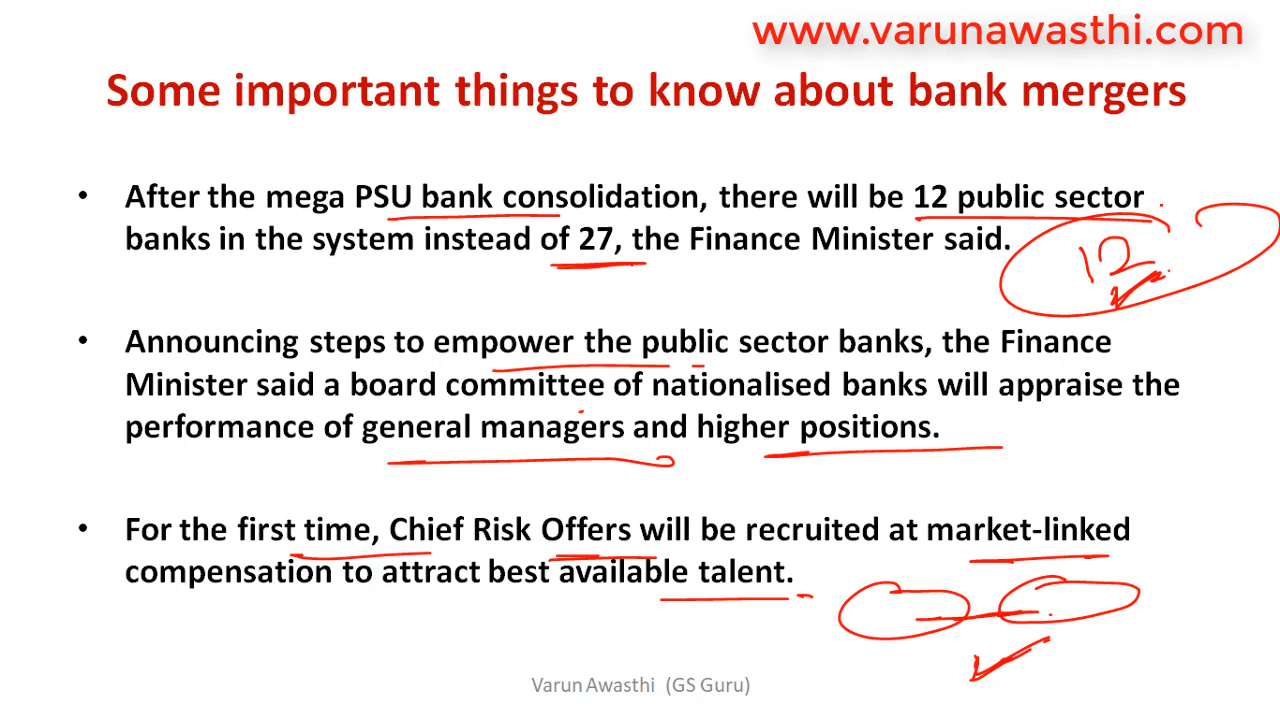 www.varunawasthi.com
Some important things to know about bank mergers
• After the mega PSU bank consolidation, there will be 12 public sector
banks in the system instead of 27, the Finance Minister said.
12
• Announcing steps to empower the public sector banks, the Finance
Minister said a board committee of nationalised banks will appraise the
performance of general managers and higher positions.
• For the first time, Chief Risk Offers will be recruited at market-linked
compensation to attract best available talent.
Varun Awasthi (GS Guru)